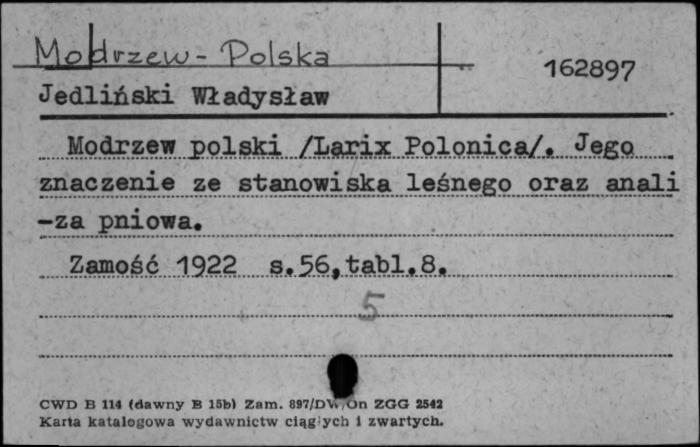 Modrzew - Polska
162897
Jedliński Władysław
Modrzew polski /Larix Polonica/. Jego
znaczenie ze stanowiska leśnego oraz anali
-za pniowa.
Zamość 1922 s.56,tabl.8.
5
CWD B 114 (dawny B 15b) Zam. 897/DW/On ZGG 2542
Karta katalogowa wydawnictw ciągłych i zwartych.